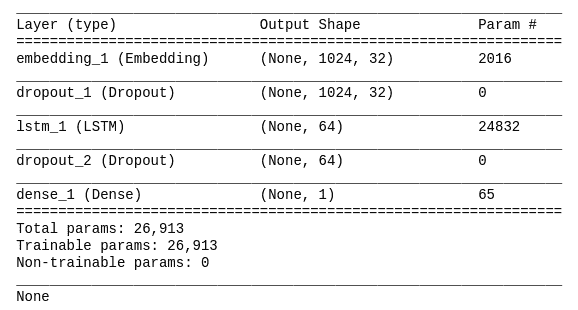 Layer (type) Output Shape Param #
embedding_1 (Embedding) (None, 1024, 32) 2016
dropout_1 (Dropout) (None, 1024, 32) 0
lstm_1 (LSTM) (None, 64) 24832
dropout_2 (Dropout) (None, 64) 0
dense_1 (Dense) (None, 1) 65
Total params: 26,913
Trainable params: 26,913
Non-trainable params: 0
None